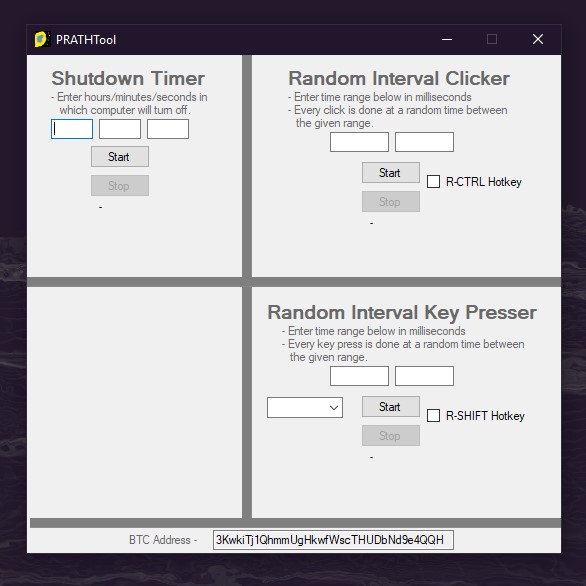 PRATHTool
Shutdown Timer
- Enter hours/minutes/seconds in
which computer will turn off.
Start
Stop
-
Random Interval Clicker
- Enter time range below in milliseconds
- Every click is done at a random time between
the given range.
Start
R-CTRL Hotkey
Stop
-
Random Interval Key Presser
- Enter time range below in milliseconds
- Every key press is done at a random time between
the given range.
Start
R-SHIFT Hotkey
Stop
-
BTC Address - 3KwkiTj1QhmmUgHkwfWscTHUDbNd9e4QQH